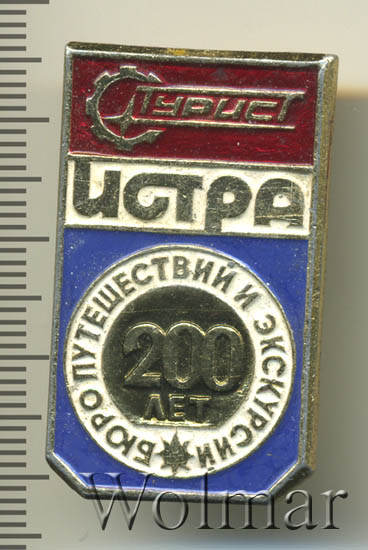 Турист
ИСТРА
БЮРО ПУТЕШЕСТВИЙ И ЭКСКУРСИЙ
200
ЛЕТ
Wolmar